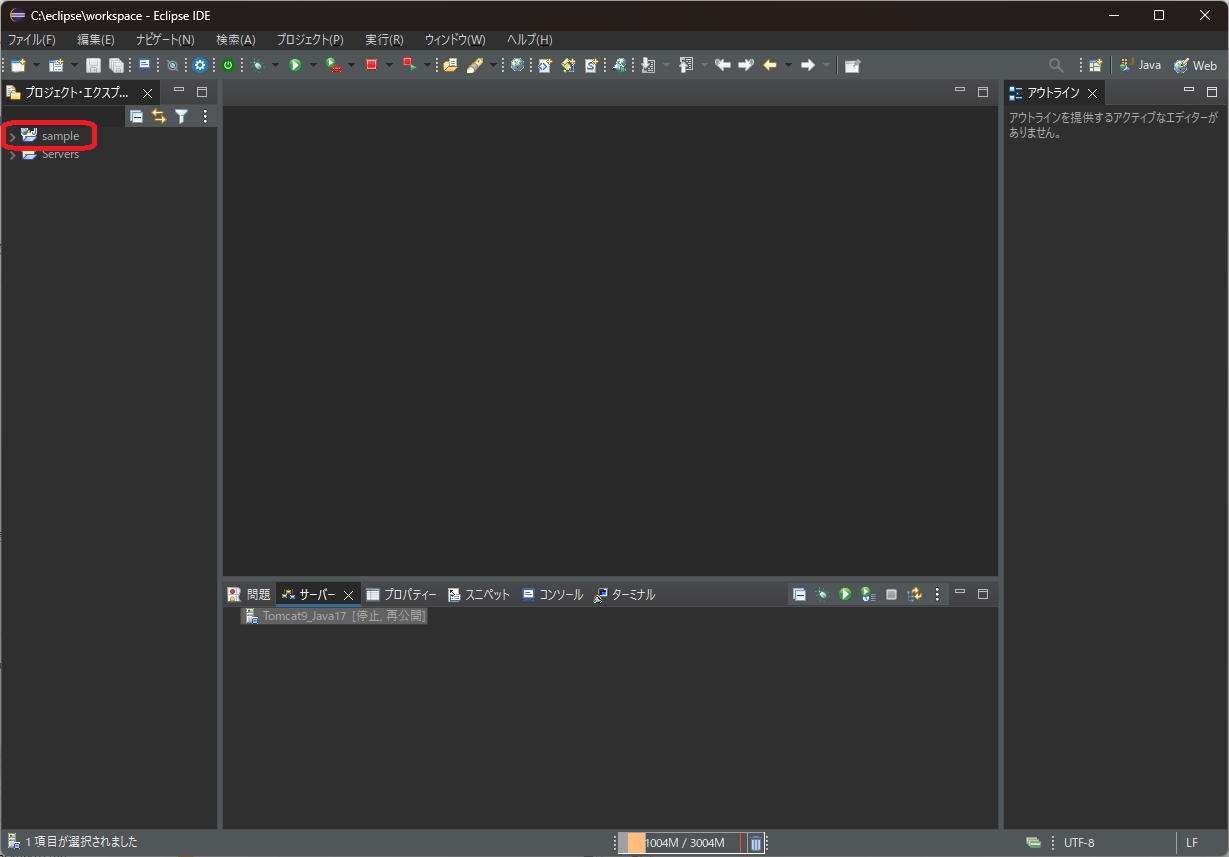 C:\eclipse\workspace - Eclipse IDE
ファイル(F) 編集(E) ナビゲート(N) 検索(A) プロジェクト(P) 実行(R) ウィンドウ(W) ヘルプ(H)
Java Web
プロジェクト・エクスプ...
アウトライン
sample
Servers
アウトラインを提供するアクティブなエディターが
ありません。
問題 サーバー プロパティー スニペット コンソール ターミナル
Tomcat9_Java17 [停止, 再公開]
1 項目が選択されました
1004M / 3004M
UTF-8
LF